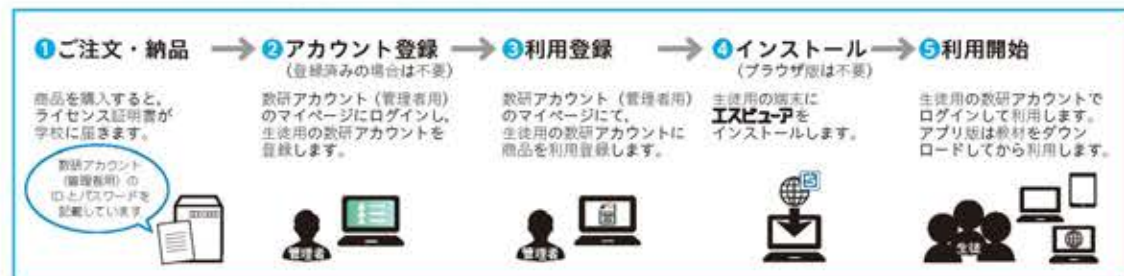 ❶ご注文・納品
商品を購入すると，
ライセンス証明書が
学校に届きます。
数研アカウント
（管理者用）の
IDとパスワードを
記載しています
❷アカウント登録
（登録済みの場合は不要）
数研アカウント（管理者用）
のマイページにログインし，
生徒用の数研アカウントを
登録します。
管理者
❸利用登録
数研アカウント（管理者用）
のマイページにて，
生徒用の数研アカウントに
商品を利用登録します。
管理者
❹インストール
（ブラウザ版は不要）
生徒用の端末に
エスビューアを
インストールします。
❺利用開始
生徒用の数研アカウントで
ログインして利用します。
アプリ版は教材をダウン
ロードしてから利用します。
生徒